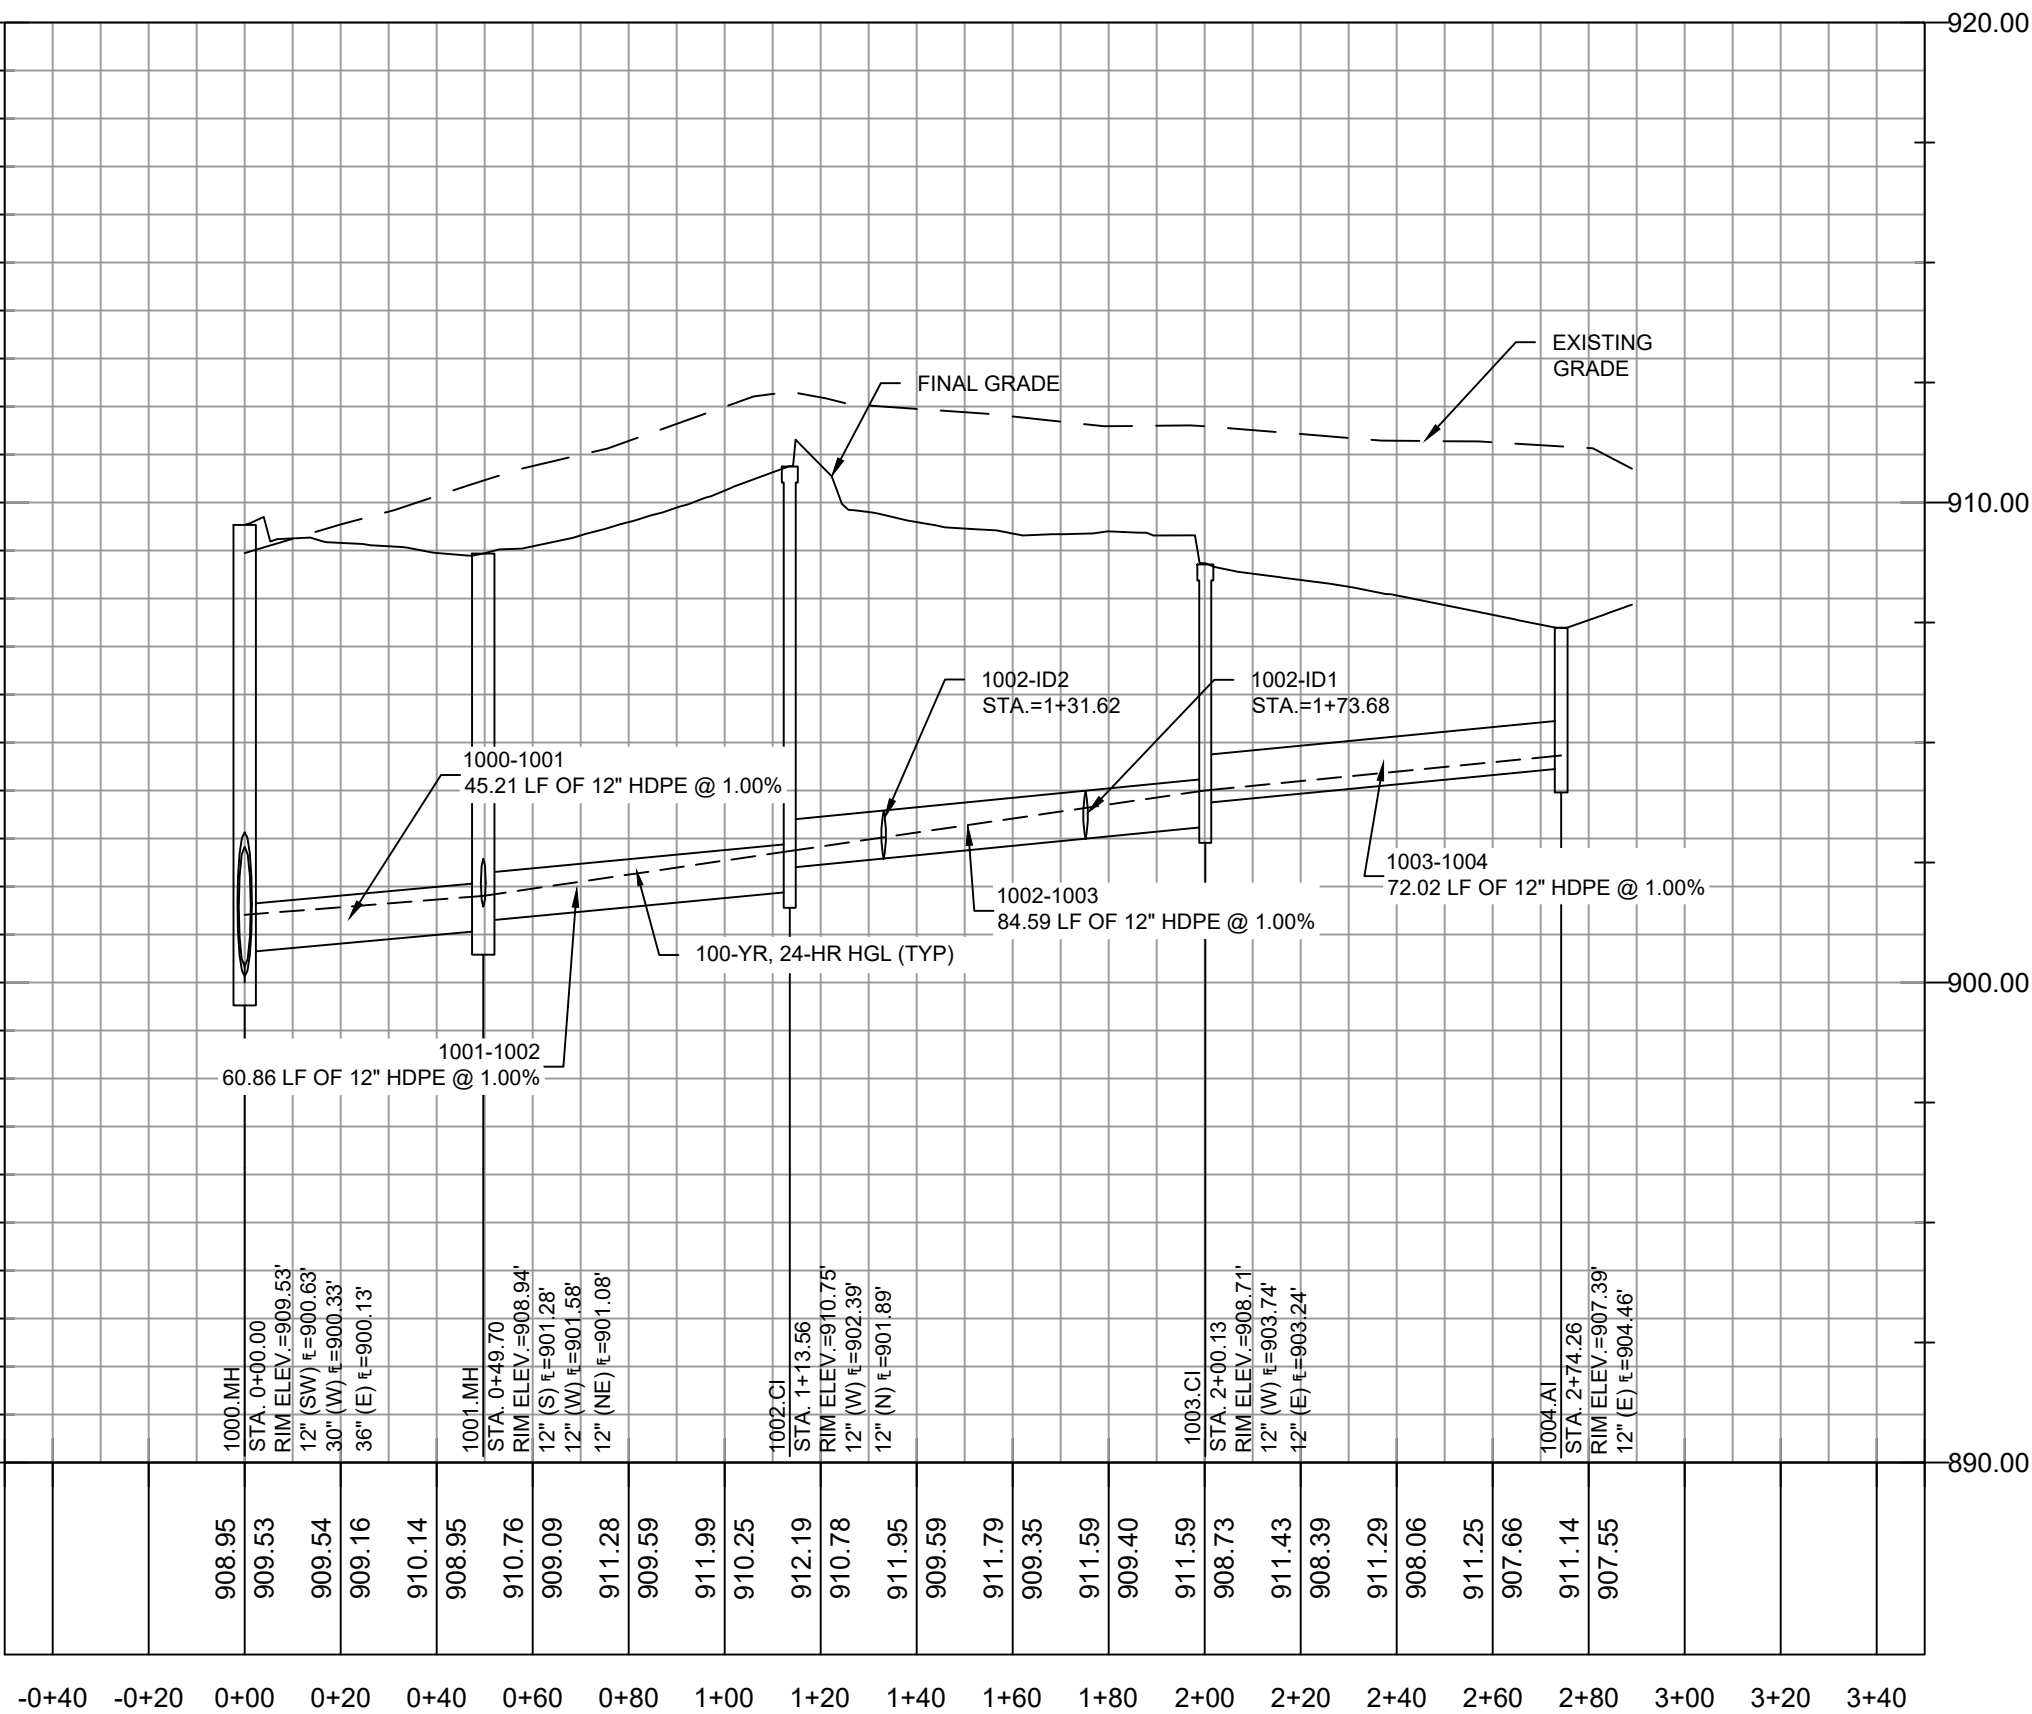 920.00
EXISTING
GRADE
FINAL GRADE
910.00
1002-ID2
STA.=1+31.62
1002-ID1
STA.=1+73.68
1000-1001
45.21 LF OF 12" HDPE @ 1.00%
1003-1004
72.02 LF OF 12" HDPE @ 1.00%
1002-1003
84.59 LF OF 12" HDPE @ 1.00%
100-YR, 24-HR HGL (TYP)
900.00
1001-1002
60.86 LF OF 12" HDPE @ 1.00%
1000.MH
STA. 0+00.00
RIM ELEV.=909.53'
12" (SW) ℄=900.63'
30" (W) ℄=900.33'
36" (E) ℄=900.13'
1001.MH
STA. 0+49.70
RIM ELEV.=908.94'
12" (S) ℄=901.28'
12" (W) ℄=901.58'
12" (NE) ℄=901.08'
1002.CI
STA. 1+13.56
RIM ELEV.=910.75'
12" (W) ℄=902.39'
12" (N) ℄=901.89'
1003.CI
STA. 2+00.13
RIM ELEV.=908.71'
12" (W) ℄=903.74'
12" (E) ℄=903.24'
1004.AI
STA. 2+74.26
RIM ELEV.=907.39'
12" (E) ℄=904.46'
890.00
908.95
909.53
909.54
909.16
910.14
908.95
910.76
909.09
911.28
909.59
911.99
910.25
912.19
910.78
911.95
909.59
911.79
909.35
911.59
909.40
911.59
908.73
911.43
908.39
911.29
908.06
911.25
907.66
911.14
907.55
-0+40 -0+20 0+00 0+20 0+40 0+60 0+80 1+00 1+20 1+40 1+60 1+80 2+00 2+20 2+40 2+60 2+80 3+00 3+20 3+40